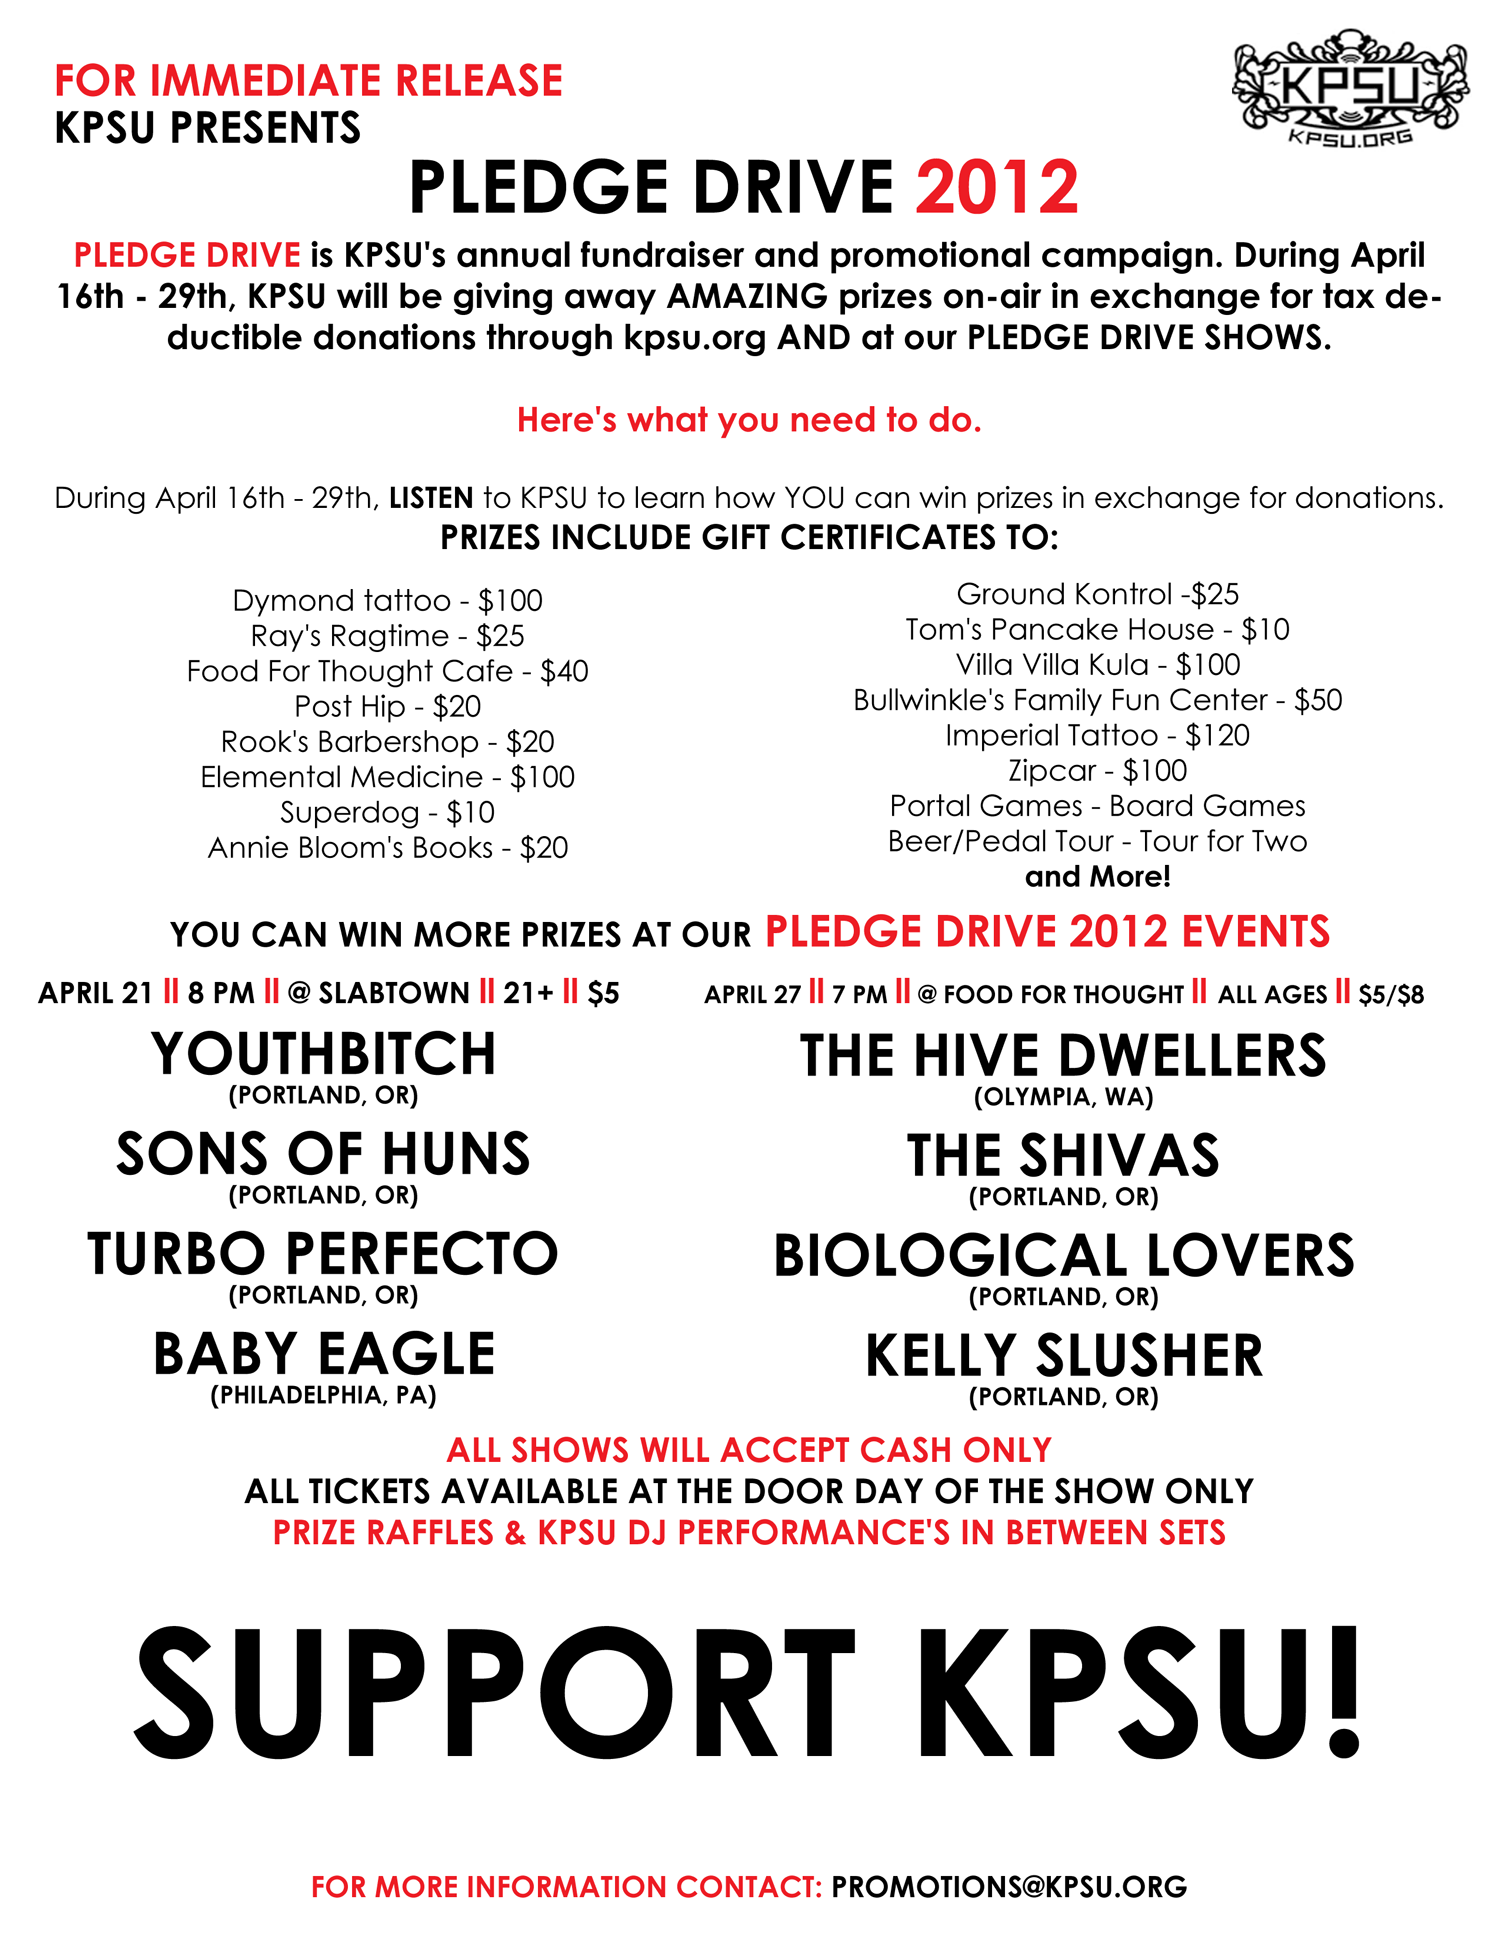 FOR IMMEDIATE RELEASE
KPSU PRESENTS
KPSU
KPSU.ORG
PLEDGE DRIVE 2012
PLEDGE DRIVE is KPSU's annual fundraiser and promotional campaign. During April
16th - 29th, KPSU will be giving away AMAZING prizes on-air in exchange for tax de-
ductible donations through kpsu.org AND at our PLEDGE DRIVE SHOWS.
Here's what you need to do.
During April 16th - 29th, LISTEN to KPSU to learn how YOU can win prizes in exchange for donations.
PRIZES INCLUDE GIFT CERTIFICATES TO:
Dymond tattoo - $100
Ray's Ragtime - $25
Food For Thought Cafe - $40
Post Hip - $20
Rook's Barbershop - $20
Elemental Medicine - $100
Superdog - $10
Annie Bloom's Books - $20
Ground Kontrol -$25
Tom's Pancake House - $10
Villa Villa Kula - $100
Bullwinkle's Family Fun Center - $50
Imperial Tattoo - $120
Zipcar - $100
Portal Games - Board Games
Beer/Pedal Tour - Tour for Two
and More!
YOU CAN WIN MORE PRIZES AT OUR PLEDGE DRIVE 2012 EVENTS
APRIL 21 || 8 PM || @ SLABTOWN || 21+ || $5
YOUTHBITCH
(PORTLAND, OR)
SONS OF HUNS
(PORTLAND, OR)
TURBO PERFECTO
(PORTLAND, OR)
BABY EAGLE
(PHILADELPHIA, PA)
APRIL 27 || 7 PM || @ FOOD FOR THOUGHT || ALL AGES || $5/$8
THE HIVE DWELLERS
(OLYMPIA, WA)
THE SHIVAS
(PORTLAND, OR)
BIOLOGICAL LOVERS
(PORTLAND, OR)
KELLY SLUSHER
(PORTLAND, OR)
ALL SHOWS WILL ACCEPT CASH ONLY
ALL TICKETS AVAILABLE AT THE DOOR DAY OF THE SHOW ONLY
PRIZE RAFFLES & KPSU DJ PERFORMANCE'S IN BETWEEN SETS
SUPPORT KPSU!
FOR MORE INFORMATION CONTACT: PROMOTIONS@KPSU.ORG